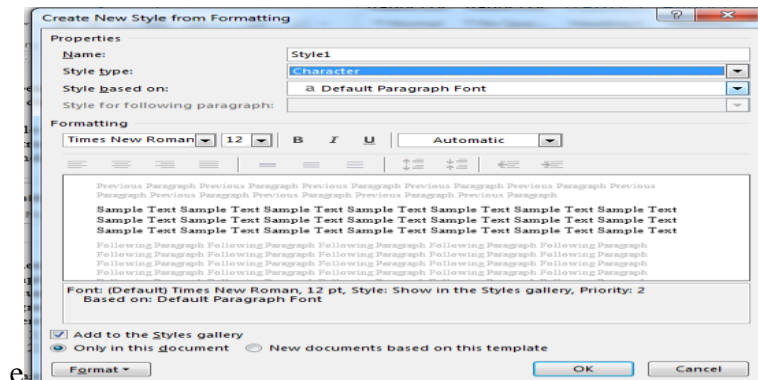 Create New Style from Formatting
Properties
Name: Style1
Style type: Character
Style based on: a Default Paragraph Font
Style for following paragraph:
Formatting
Times New Roman 12 B I U Automatic
Previous Paragraph Previous Paragraph Previous Paragraph Previous Paragraph Previous Paragraph Previous
Paragraph Previous Paragraph Previous Paragraph Previous Paragraph Previous Paragraph
Sample Text Sample Text Sample Text Sample Text Sample Text Sample Text Sample Text
Sample Text Sample Text Sample Text Sample Text Sample Text Sample Text Sample Text
Sample Text Sample Text Sample Text Sample Text Sample Text Sample Text Sample Text
Following Paragraph Following Paragraph Following Paragraph Following Paragraph Following Paragraph
Following Paragraph Following Paragraph Following Paragraph Following Paragraph Following Paragraph
Following Paragraph Following Paragraph Following Paragraph Following Paragraph Following Paragraph
Following Paragraph Following Paragraph Following Paragraph Following Paragraph Following Paragraph
Font: (Default) Times New Roman, 12 pt, Style: Show in the Styles gallery, Priority: 2
Based on: Default Paragraph Font
Add to the Styles gallery
Only in this document New documents based on this template
e Format OK Cancel